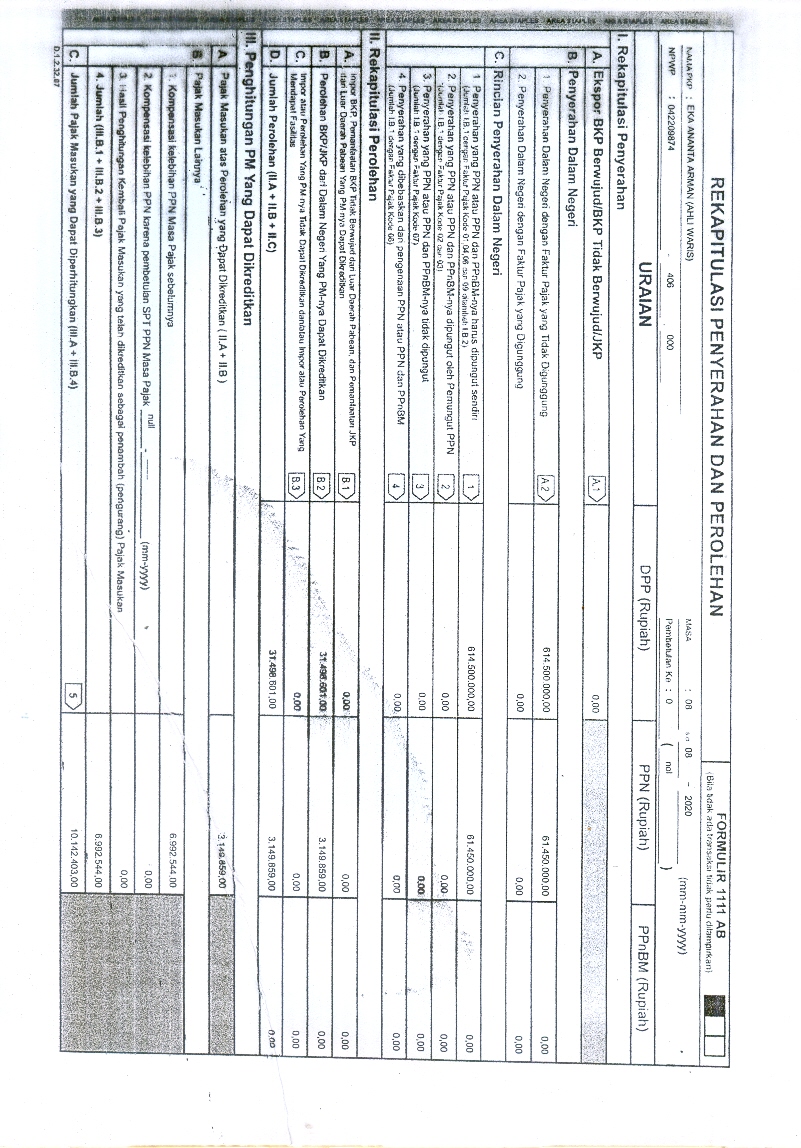 AREA STAPLES AREA STAPLES AREA STAPLES AREA STAPLES AREA STAPLES AREA STAPLES
REKAPITULASI PENYERAHAN DAN PEROLEHAN
FORMULIR 1111 AB
(Bila tidak ada transaksi tidak perlu dilampirkan)
NAMA PKP : EKA ANANTA ARMAN (AHLI WARIS)
MASA : 08 s.d 08 - 2020 (mm-mm-yyyy)
NPWP : 042209874 . 406 000
Pembetulan Ke : 0 ( nol )
URAIAN DPP (Rupiah) PPN (Rupiah) PPnBM (Rupiah)
I. Rekapitulasi Penyerahan
A. Ekspor BKP Berwujud/BKP Tidak Berwujud/JKP A.1 0,00
B. Penyerahan Dalam Negeri
1. Penyerahan Dalam Negeri dengan Faktur Pajak yang Tidak Digunggung A.2 614.500.000,00 61.450.000,00 0,00
2. Penyerahan Dalam Negeri dengan Faktur Pajak yang Digunggung 0,00 0,00
C. Rincian Penyerahan Dalam Negeri
1. Penyerahan yang PPN atau PPN dan PPnBM-nya harus dipungut sendiri 1 614.500.000,00 61.450.000,00 0,00
(Jumlah I.B.1 dengan Faktur Pajak Kode 01, 04, 06 dan 09 ditambah I.B.2)
2. Penyerahan yang PPN atau PPN dan PPnBM-nya dipungut oleh Pemungut PPN 2 0,00 0,00 0,00
(Jumlah I.B.1 dengan Faktur Pajak Kode 02 dan 03)
3. Penyerahan yang PPN atau PPN dan PPnBM-nya tidak dipungut 3 0,00 0,00 0,00
(Jumlah I.B.1 dengan Faktur Pajak Kode 07)
4. Penyerahan yang dibebaskan dari pengenaan PPN atau PPN dan PPnBM 4 0,00 0,00 0,00
(Jumlah I.B.1 dengan Faktur Pajak Kode 08)
II. Rekapitulasi Perolehan
A. Impor BKP, Pemanfaatan BKP Tidak Berwujud dari Luar Daerah Pabean, dan Pemanfaatan JKP
dari Luar Daerah Pabean Yang PM-nya Dapat Dikreditkan B.1 0,00 0,00 0,00
B. Perolehan BKP/JKP dari Dalam Negeri Yang PM-nya Dapat Dikreditkan B.2 31.498.601,00 3.149.859,00 0,00
C. Impor atau Perolehan Yang PM-nya Tidak Dapat Dikreditkan dan/atau Impor atau Perolehan Yang
Mendapat Fasilitas B.3 0,00 0,00 0,00
D. Jumlah Perolehan (II.A + II.B + II.C) 31.498.601,00 3.149.859,00 0,00
III. Penghitungan PM Yang Dapat Dikreditkan
A. Pajak Masukan atas Perolehan yang Dapat Dikreditkan ( II.A + II.B ) 3.149.859,00
B. Pajak Masukan Lainnya
1. Kompensasi kelebihan PPN Masa Pajak sebelumnya 6.992.544,00
2. Kompensasi kelebihan PPN karena pembetulan SPT PPN Masa Pajak null - (mm-yyyy) 0,00
3. Hasil Penghitungan Kembali Pajak Masukan yang telah dikreditkan sebagai penambah (pengurang) Pajak Masukan 0,00
4. Jumlah (III.B.1 + III.B.2 + III.B.3) 6.992.544,00
C. Jumlah Pajak Masukan yang Dapat Diperhitungkan (III.A + III.B.4) 5 10.142.403,00
D.1.2.32.07